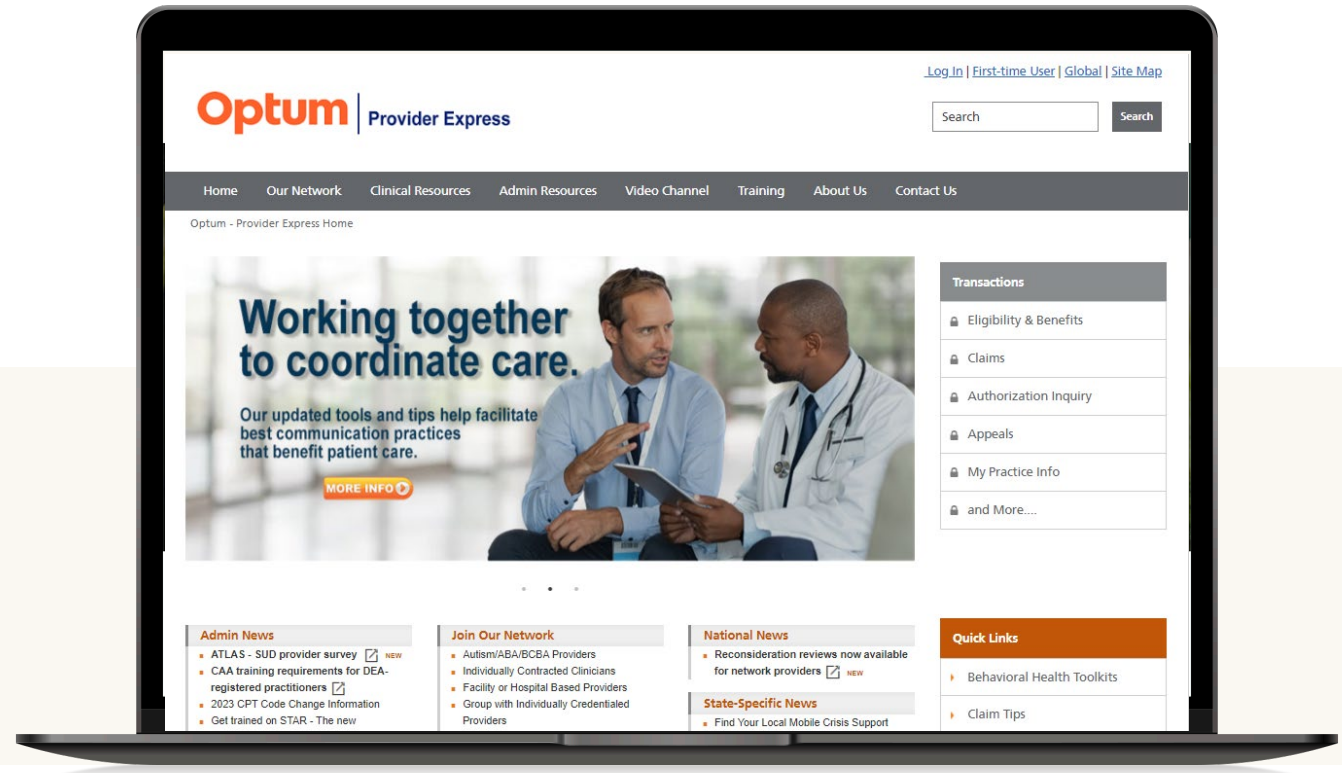 Log In | First-time User | Global | Site Map
Optum | Provider Express
Search
Search
Home Our Network Clinical Resources Admin Resources Video Channel Training About Us Contact Us
Optum - Provider Express Home
Working together
to coordinate care.
Our updated tools and tips help facilitate
best communication practices
that benefit patient care.
MORE INFO
Transactions
Eligibility & Benefits
Claims
Authorization Inquiry
Appeals
My Practice Info
and More....
Admin News
ATLAS - SUD provider survey NEW
CAA training requirements for DEA-
registered practitioners
2023 CPT Code Change Information
Get trained on STAR - The new
Join Our Network
Autism/ABA/BCBA Providers
Individually Contracted Clinicians
Facility or Hospital Based Providers
Group with Individually Credentialed
Providers
National News
Reconsideration reviews now available
for network providers NEW
State-Specific News
Find Your Local Mobile Crisis Support
Quick Links
Behavioral Health Toolkits
Claim Tips